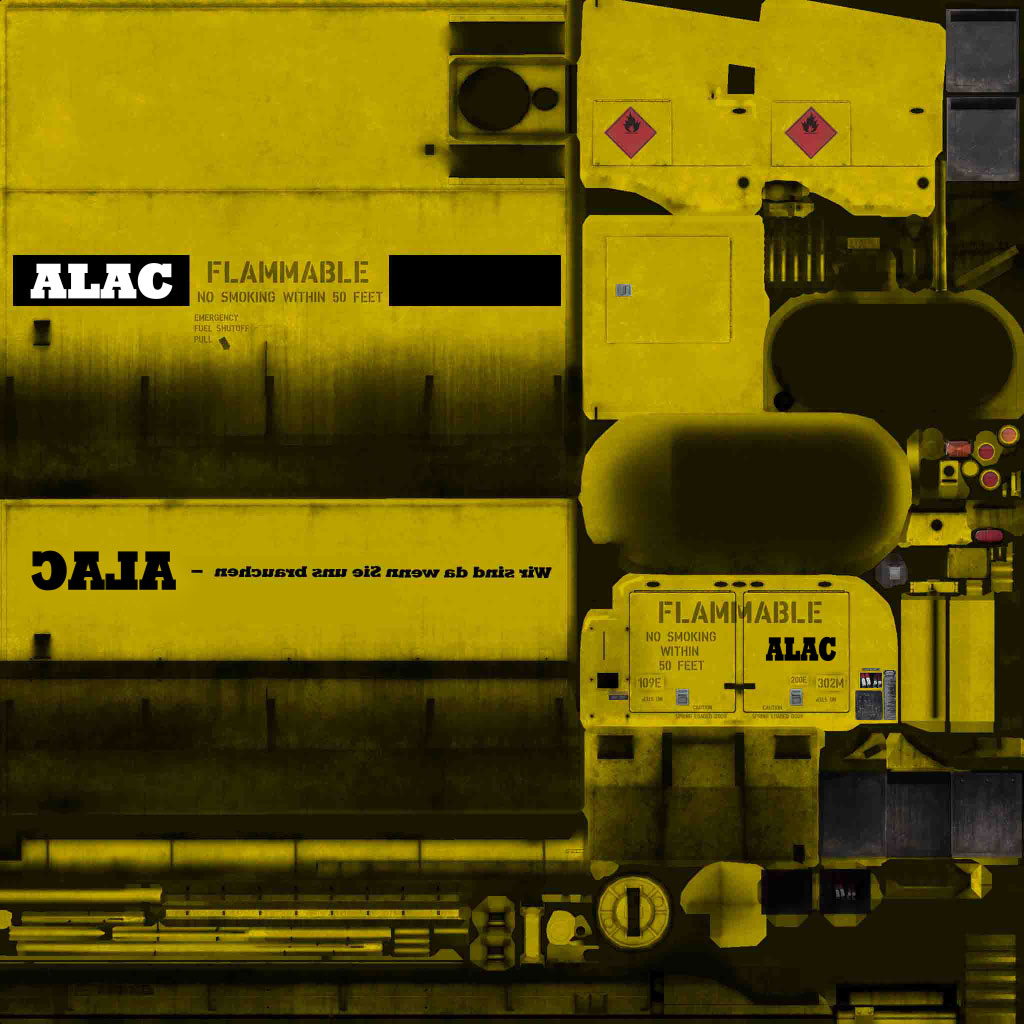 ALAC
FLAMMABLE
NO SMOKING WITHIN 50 FEET
EMERGENCY
FUEL SHUTOFF
PULL
ALAC - Wir sind da wenn Sie uns brauchen
FLAMMABLE
NO SMOKING
WITHIN
50 FEET
ALAC
109E
200E
302M
CAUTION
CAUTION